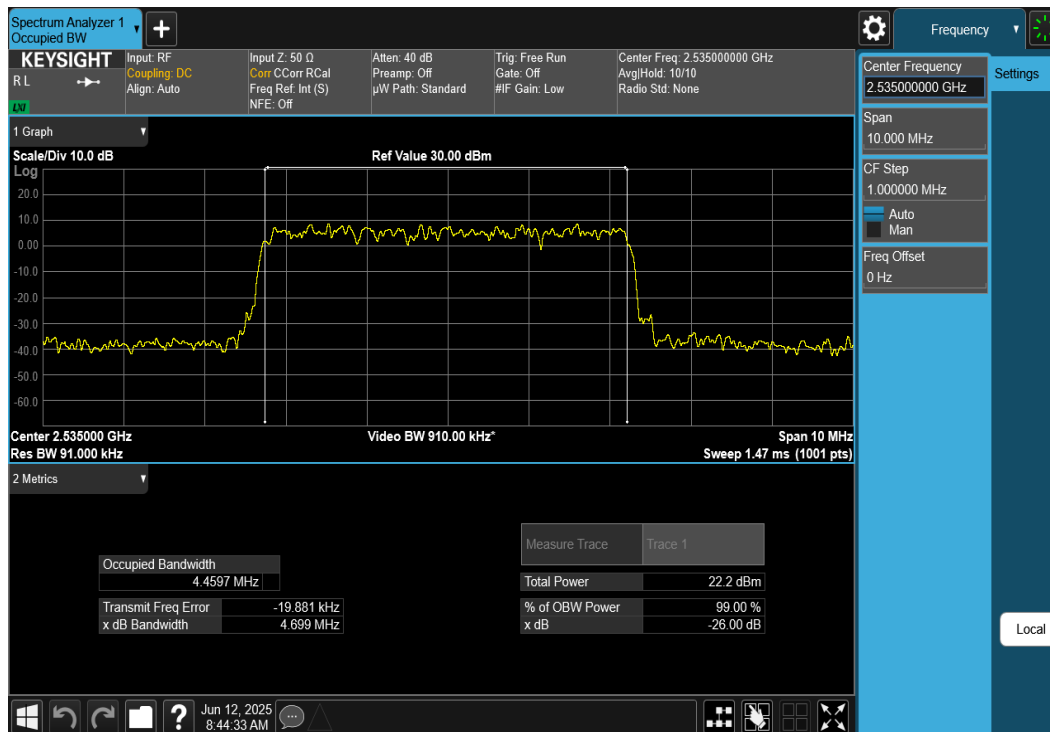 Spectrum Analyzer 1
Occupied BW
Frequency
KEYSIGHT
R L
LXI
Input: RF
Coupling: DC
Align: Auto
Input Z: 50 Ω
Corr CCorr RCal
Freq Ref: Int (S)
NFE: Off
Atten: 40 dB
Preamp: Off
µW Path: Standard
Trig: Free Run
Gate: Off
#IF Gain: Low
Center Freq: 2.535000000 GHz
Avg|Hold: 10/10
Radio Std: None
Center Frequency
2.535000000 GHz
Settings
Span
10.000 MHz
CF Step
1.000000 MHz
Auto
Man
Freq Offset
0 Hz
Local
1 Graph
Scale/Div 10.0 dB
Ref Value 30.00 dBm
Log
20.0
10.0
0.00
-10.0
-20.0
-30.0
-40.0
-50.0
-60.0
Center 2.535000 GHz
Video BW 910.00 kHz*
Span 10 MHz
Res BW 91.000 kHz
Sweep 1.47 ms (1001 pts)
2 Metrics
Measure Trace Trace 1
Occupied Bandwidth
4.4597 MHz
Total Power 22.2 dBm
Transmit Freq Error -19.881 kHz
% of OBW Power 99.00 %
x dB Bandwidth 4.699 MHz
x dB -26.00 dB
?
Jun 12, 2025
8:44:33 AM